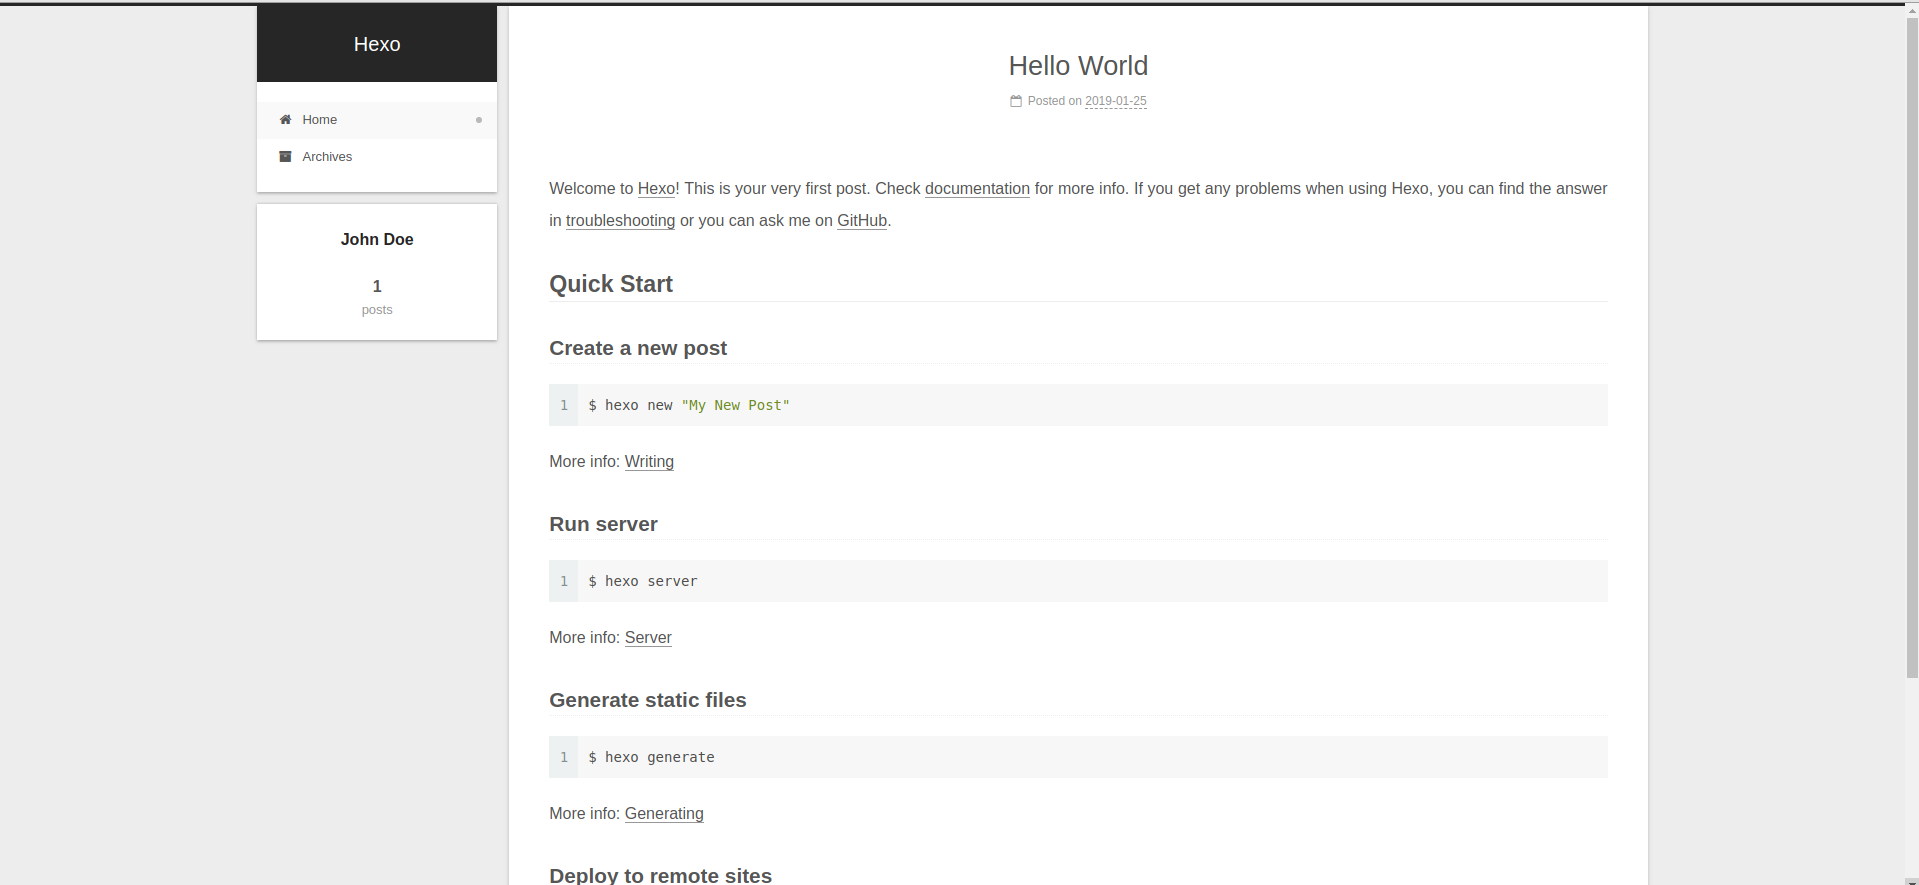 Hexo
Home
Archives
John Doe
1
posts
Hello World
Posted on 2019-01-25
Welcome to Hexo! This is your very first post. Check documentation for more info. If you get any problems when using Hexo, you can find the answer
in troubleshooting or you can ask me on GitHub.
Quick Start
Create a new post
1 $ hexo new "My New Post"
More info: Writing
Run server
1 $ hexo server
More info: Server
Generate static files
1 $ hexo generate
More info: Generating
Deploy to remote sites